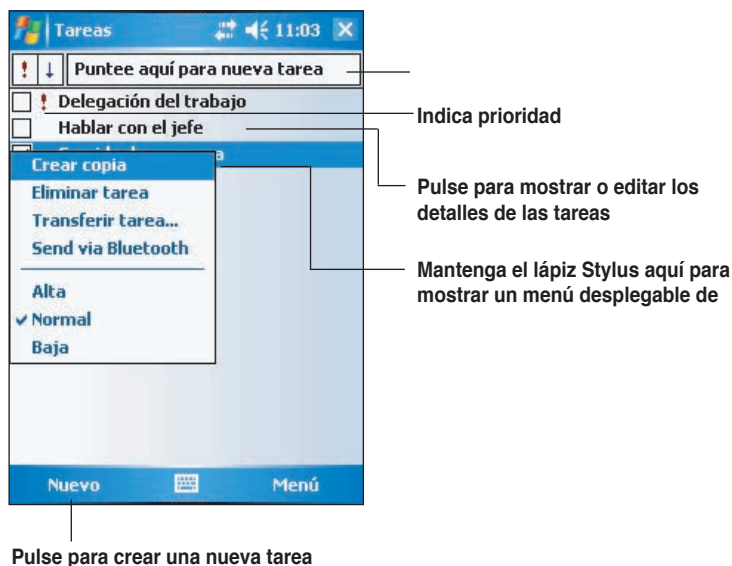 Tareas 11:03
Puntee aquí para nueva tarea
Delegación del trabajo
Hablar con el jefe
a
Crear copia
Eliminar tarea
Transferir tarea...
Send via Bluetooth
Alta
Normal
Baja
Nuevo Menú
Indica prioridad
Pulse para mostrar o editar los
detalles de las tareas
Mantenga el lápiz Stylus aquí para
mostrar un menú desplegable de
Pulse para crear una nueva tarea